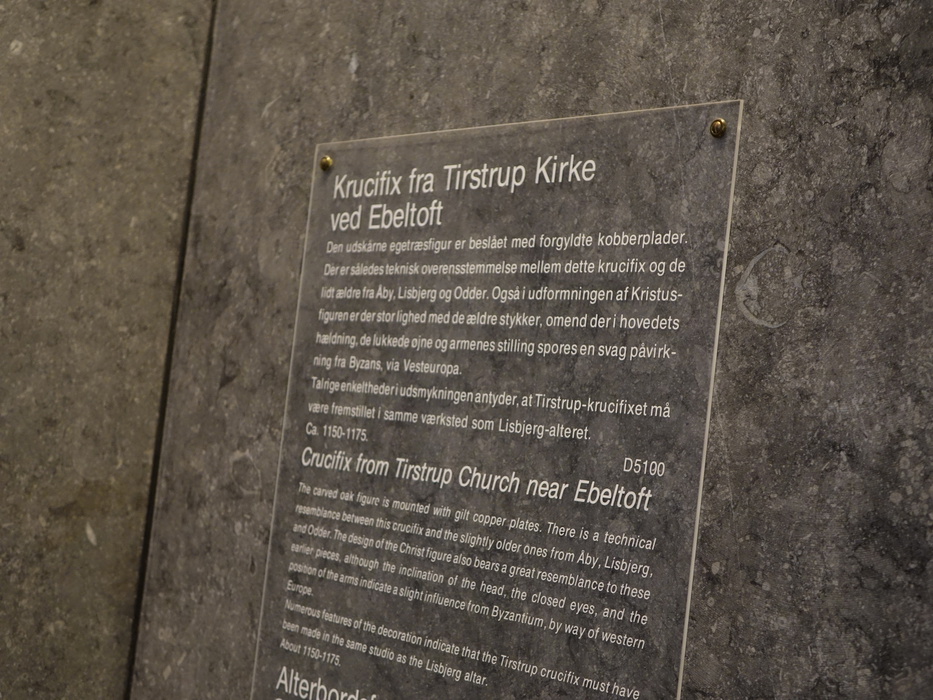 Krucifix fra Tirstrup Kirke
ved Ebeltoft
Den udskårne egetræsfigur er beslået med forgyldte kobberplader.
Der er således teknisk overensstemmelse mellem dette krucifix og de
lidt ældre fra Åby, Lisbjerg og Odder. Også i udformningen af Kristus-
figuren er der stor lighed med de ældre stykker, omend der i hovedets
hældning, de lukkede øjne og armenes stilling spores en svag påvirk-
ning fra Byzans, via Vesteuropa.
Talrige enkeltheder i udsmykningen antyder, at Tirstrup-krucifixet må
være fremstillet i samme værksted som Lisbjerg-alteret.
Ca. 1150-1175.
D5100
Crucifix from Tirstrup Church near Ebeltoft
The carved oak figure is mounted with gilt copper plates. There is a technical
resemblance between this crucifix and the slightly older ones from Åby, Lisbjerg,
and Odder. The design of the Christ figure also bears a great resemblance to these
earlier pieces, although the inclination of the head, the closed eyes, and the
position of the arms indicate a slight influence from Byzantium, by way of western
Europe.
Numerous features of the decoration indicate that the Tirstrup crucifix must have
been made in the same studio as the Lisbjerg altar.
About 1150-1175.